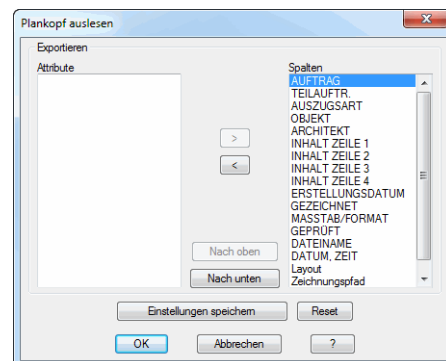 Plankopf auslesen
Exportieren
Attribute
Spalten
AUFTRAG
TEILAUFTR.
AUSZUGSART
OBJEKT
ARCHITEKT
INHALT ZEILE 1
INHALT ZEILE 2
INHALT ZEILE 3
INHALT ZEILE 4
ERSTELLUNGSDATUM
GEZEICHNET
MASSTAB/FORMAT
GEPRÜFT
DATEINAME
DATUM, ZEIT
Layout
Zeichnungspfad
>
<
Nach oben
Nach unten
Einstellungen speichern
Reset
OK
Abbrechen
?